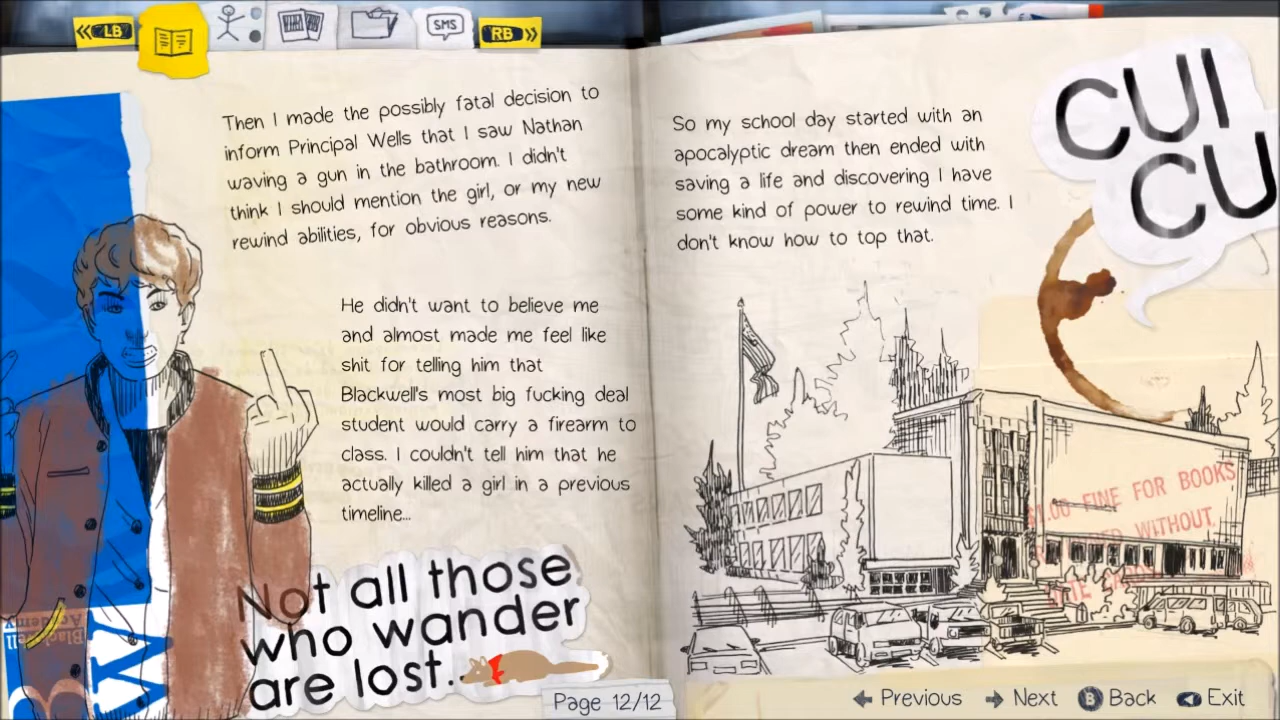 LB
SMS
RB
Then I made the possibly fatal decision to
inform Principal Wells that I saw Nathan
waving a gun in the bathroom. I didn't
think I should mention the girl, or my new
rewind abilities, for obvious reasons.
He didn't want to believe me
and almost made me feel like
shit for telling him that
Blackwell's most big fucking deal
student would carry a firearm to
class. I couldn't tell him that he
actually killed a girl in a previous
timeline...
Not all those
who wander
are lost.
So my school day started with an
apocalyptic dream then ended with
saving a life and discovering I have
some kind of power to rewind time. I
don't know how to top that.
CUI
CU
$1.00 FINE FOR BOOKS
WITHOUT
Page 12/12
Previous
Next
B Back
Exit